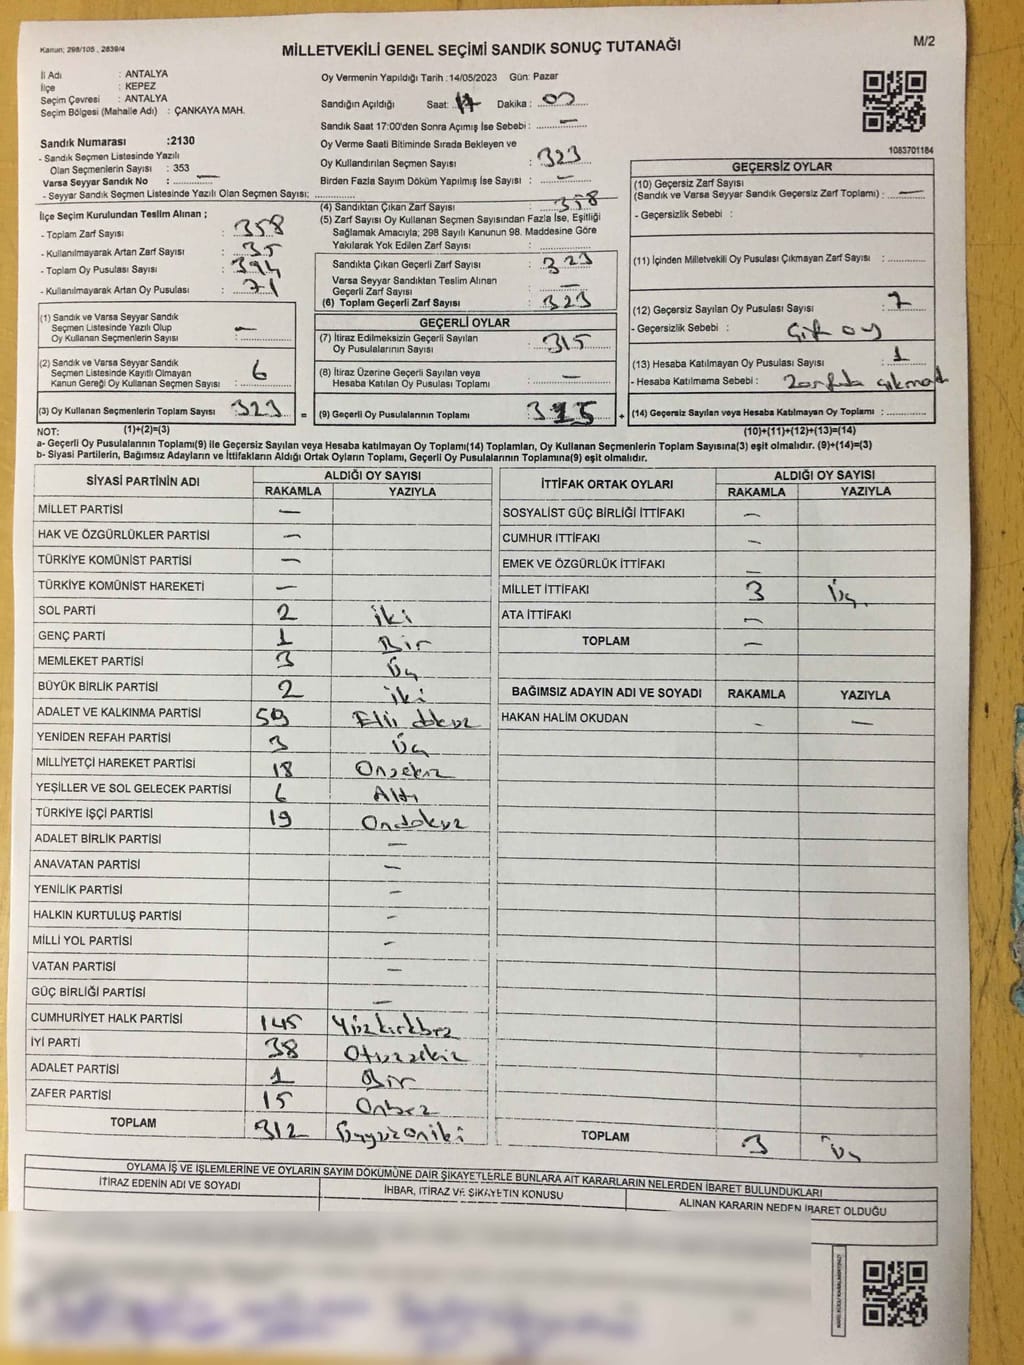 Kanun; 298/105 , 2839/4
MİLLETVEKİLİ GENEL SEÇİMİ SANDIK SONUÇ TUTANAĞI
M/2
İl Adı : ANTALYA
İlçe : KEPEZ
Seçim Çevresi : ANTALYA
Seçim Bölgesi (Mahalle Adı) : ÇANKAYA MAH.
Oy Vermenin Yapıldığı Tarih :14/05/2023 Gün: Pazar
Sandığın Açıldığı Saat: 17 Dakika : 00
Sandık Saat 17:00'den Sonra Açımış İse Sebebi : —
Oy Verme Saati Bitiminde Sırada Bekleyen ve
Oy Kullandırılan Seçmen Sayısı : 323
Birden Fazla Sayım Döküm Yapılmış İse Sayısı : —
1083701184
Sandık Numarası :2130
- Sandık Seçmen Listesinde Yazılı
Olan Seçmenlerin Sayısı : 353
Varsa Seyyar Sandık No : —
- Seyyar Sandık Seçmen Listesinde Yazılı Olan Seçmen Sayısı;
İlçe Seçim Kurulundan Teslim Alınan ;
- Toplam Zarf Sayısı : 358
- Kullanılmayarak Artan Zarf Sayısı : 35
- Toplam Oy Pusulası Sayısı : 394
- Kullanılmayarak Artan Oy Pusulası : 71
(1) Sandık ve Varsa Seyyar Sandık
Seçmen Listesinde Yazılı Olup
Oy Kullanan Seçmenlerin Sayısı : —
(2) Sandık ve Varsa Seyyar Sandık
Seçmen Listesinde Kayıtlı Olmayan
Kanun Gereği Oy Kullanan Seçmen Sayısı : 6
(3) Oy Kullanan Seçmenlerin Toplam Sayısı 323 =
(4) Sandıktan Çıkan Zarf Sayısı : 358
(5) Zarf Sayısı Oy Kullanan Seçmen Sayısından Fazla İse, Eşitliği
Sağlamak Amacıyla; 298 Sayılı Kanunun 98. Maddesine Göre
Yakılarak Yok Edilen Zarf Sayısı :
Sandıkta Çıkan Geçerli Zarf Sayısı : 323
Varsa Seyyar Sandıktan Teslim Alınan
Geçerli Zarf Sayısı : —
(6) Toplam Geçerli Zarf Sayısı : 323
GEÇERLİ OYLAR
(7) İtiraz Edilmeksizin Geçerli Sayılan
Oy Pusulalarının Sayısı : 315
(8) İtiraz Üzerine Geçerli Sayılan veya
Hesaba Katılan Oy Pusulası Toplamı : —
(9) Geçerli Oy Pusulalarının Toplamı : 315 +
GEÇERSİZ OYLAR
(10) Geçersiz Zarf Sayısı
(Sandık ve Varsa Seyyar Sandık Geçersiz Zarf Toplamı) : —
- Geçersizlik Sebebi :
(11) İçinden Milletvekili Oy Pusulası Çıkmayan Zarf Sayısı :
(12) Geçersiz Sayılan Oy Pusulası Sayısı : 7
- Geçersizlik Sebebi : Çift oy
(13) Hesaba Katılmayan Oy Pusulası Sayısı : 1
- Hesaba Katılmama Sebebi :
(14) Geçersiz Sayılan veya Hesaba Katılmayan Oy Toplamı :
NOT: (1)+(2)=(3) (10)+(11)+(12)+(13)=(14)
a- Geçerli Oy Pusulalarının Toplamı(9) ile Geçersiz Sayılan veya Hesaba katılmayan Oy Toplamı(14) Toplamları, Oy Kullanan Seçmenlerin Toplam Sayısına(3) eşit olmalıdır. (9)+(14)=(3)
b- Siyasi Partilerin, Bağımsız Adayların ve İttifakların Aldığı Ortak Oyların Toplamı, Geçerli Oy Pusulalarının Toplamına(9) eşit olmalıdır.
SİYASİ PARTİNİN ADI ALDIĞI OY SAYISI
RAKAMLA YAZIYLA
MİLLET PARTİSİ —
HAK VE ÖZGÜRLÜKLER PARTİSİ —
TÜRKİYE KOMÜNİST PARTİSİ —
TÜRKİYE KOMÜNİST HAREKETİ —
SOL PARTİ 2 iki
GENÇ PARTİ 1 Bir
MEMLEKET PARTİSİ 3 Üç
BÜYÜK BİRLİK PARTİSİ 2 iki
ADALET VE KALKINMA PARTİSİ 59 Elli dokuz
YENİDEN REFAH PARTİSİ 3 Üç
MİLLİYETÇİ HAREKET PARTİSİ 18 Onsekiz
YEŞİLLER VE SOL GELECEK PARTİSİ 6 Altı
TÜRKİYE İŞÇİ PARTİSİ 19 Ondokuz
ADALET BİRLİK PARTİSİ —
ANAVATAN PARTİSİ —
YENİLİK PARTİSİ —
HALKIN KURTULUŞ PARTİSİ —
MİLLİ YOL PARTİSİ —
VATAN PARTİSİ —
GÜÇ BİRLİĞİ PARTİSİ —
CUMHURİYET HALK PARTİSİ 145 Yüzkırkbeş
İYİ PARTİ 38 Otuzsekiz
ADALET PARTİSİ 1 Bir
ZAFER PARTİSİ 15 Onbeş
TOPLAM 312 Üçyüzoniki
İTTİFAK ORTAK OYLARI ALDIĞI OY SAYISI
RAKAMLA YAZIYLA
SOSYALİST GÜÇ BİRLİĞİ İTTİFAKI —
CUMHUR İTTİFAKI —
EMEK VE ÖZGÜRLÜK İTTİFAKI —
MİLLET İTTİFAKI 3 Üç
ATA İTTİFAKI —
TOPLAM —
BAĞIMSIZ ADAYIN ADI VE SOYADI RAKAMLA YAZIYLA
HAKAN HALİM OKUDAN - —
TOPLAM 3 Üç
OYLAMA İŞ VE İŞLEMLERİNE VE OYLARIN SAYIM DÖKÜMÜNE DAİR ŞİKAYETLERLE BUNLARA AİT KARARLARIN NELERDEN İBARET BULUNDUKLARI
İTİRAZ EDENİN ADI VE SOYADI İHBAR, İTİRAZ VE ŞİKAYETİN KONUSU ALINAN KARARIN NEDEN İBARET OLDUĞU